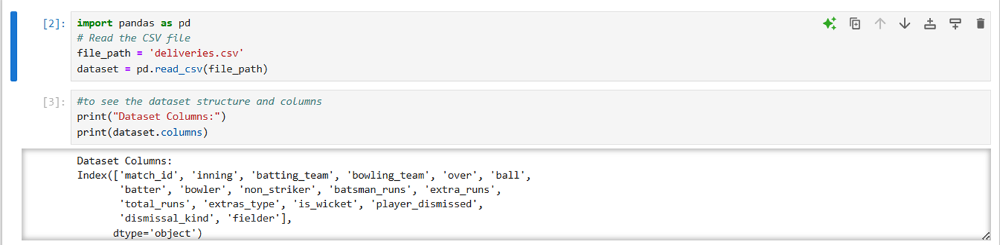 [2]:
import pandas as pd
# Read the CSV file
file_path = 'deliveries.csv'
dataset = pd.read_csv(file_path)
[3]:
#to see the dataset structure and columns
print("Dataset Columns:")
print(dataset.columns)
Dataset Columns:
Index(['match_id', 'inning', 'batting_team', 'bowling_team', 'over', 'ball',
       'batter', 'bowler', 'non_striker', 'batsman_runs', 'extra_runs',
       'total_runs', 'extras_type', 'is_wicket', 'player_dismissed',
       'dismissal_kind', 'fielder'],
      dtype='object')